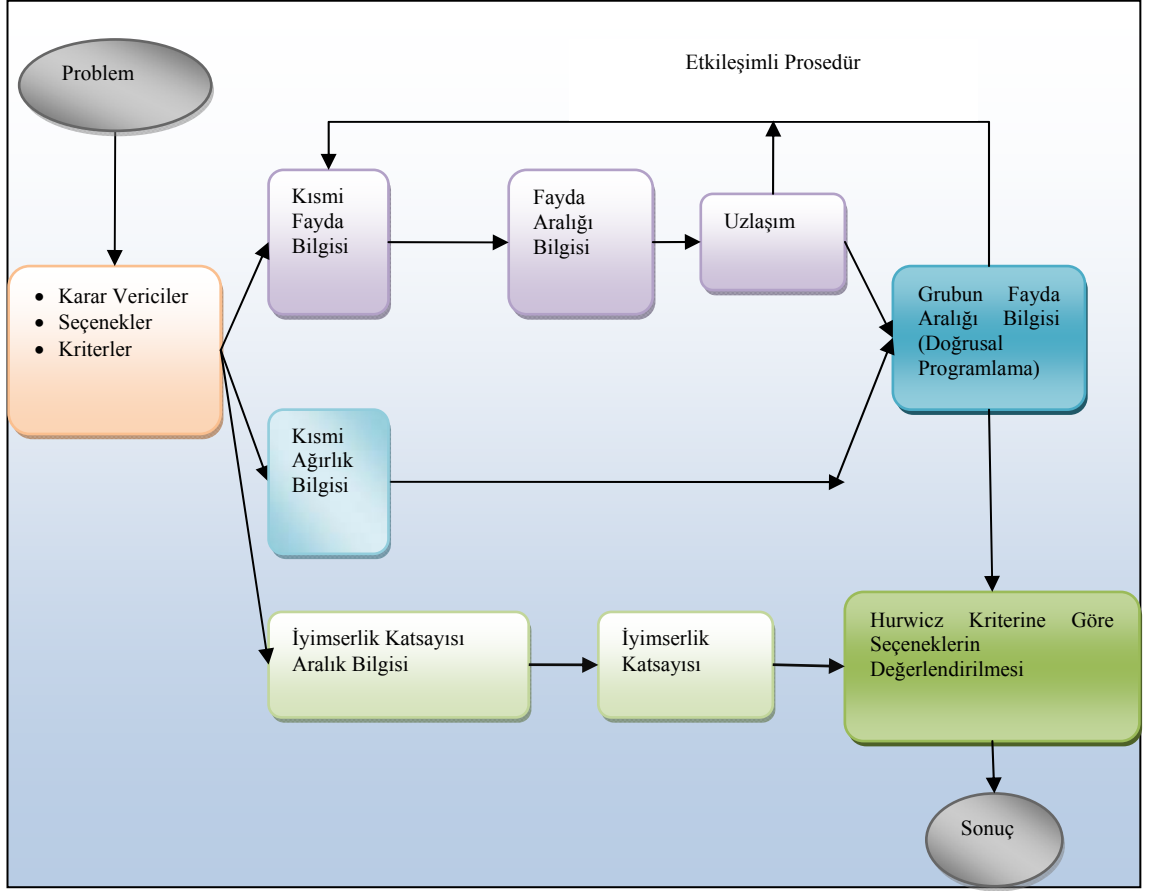 Problem
Etkileşimli Prosedür
Kısmi
Fayda
Bilgisi
Fayda
Aralığı
Bilgisi
Uzlaşım
• Karar Vericiler
• Seçenekler
• Kriterler
Grubun Fayda
Aralığı Bilgisi
(Doğrusal
Programlama)
Kısmi
Ağırlık
Bilgisi
İyimserlik Katsayısı
Aralık Bilgisi
İyimserlik
Katsayısı
Hurwicz Kriterine Göre
Seçeneklerin
Değerlendirilmesi
Sonuç